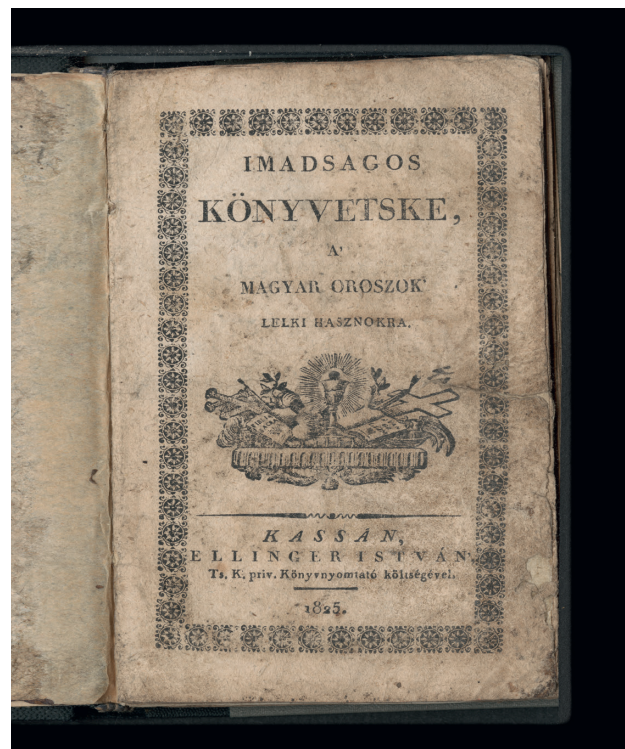 IMADSAGOS
KÖNYVETSKE,
A'
MAGYAR OROSZOK'
LELKI HASZNOKRA.
KASSÁN,
ELLINGER ISTVÁN,
Ts. K. priv. Könyvnyomtató költségével.
1825.